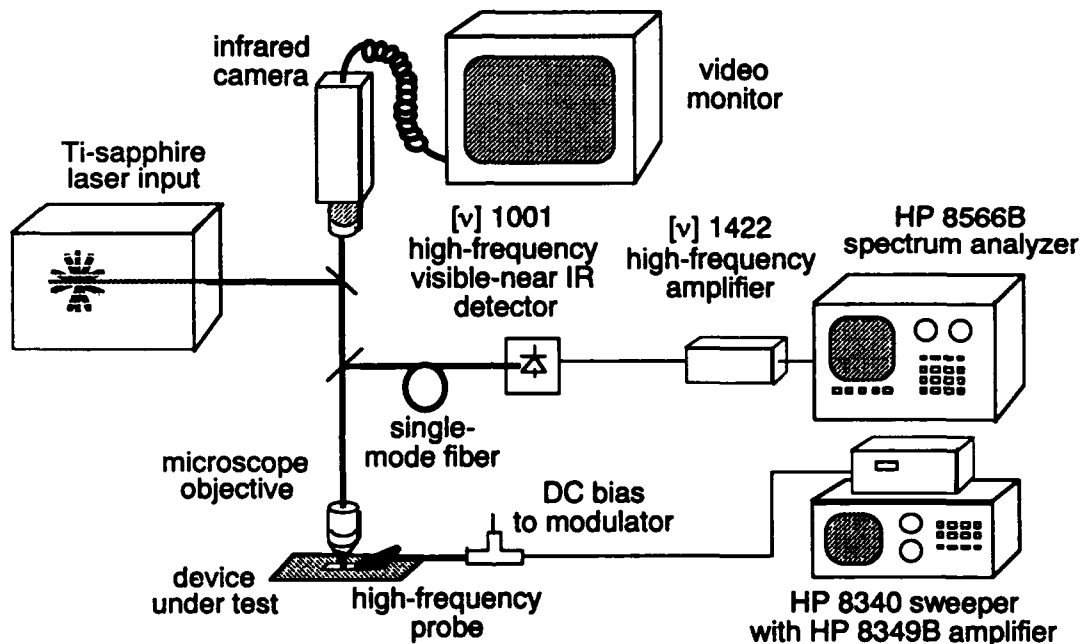 infrared
camera
video
monitor
Ti-sapphire
laser input
[ν] 1001
high-frequency
visible-near IR
detector
[ν] 1422
high-frequency
amplifier
HP 8566B
spectrum analyzer
single-
mode fiber
microscope
objective
DC bias
to modulator
device
under test
high-frequency
probe
HP 8340 sweeper
with HP 8349B amplifier